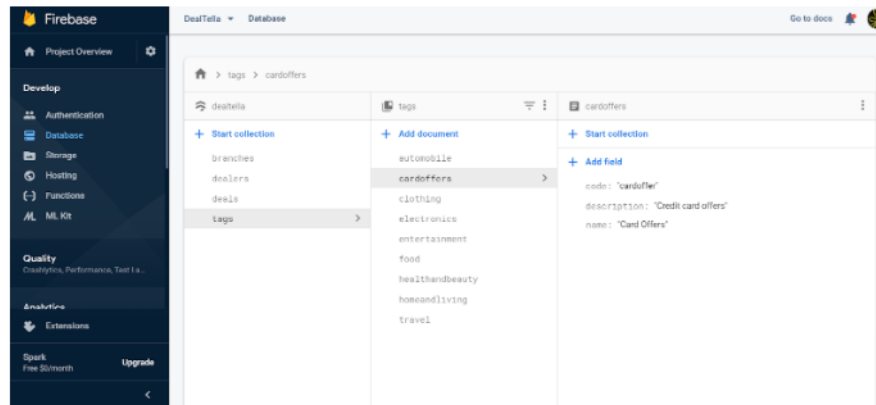 Firebase
Project Overview
Develop
Authentication
Database
Storage
Hosting
Functions
ML Kit
Quality
Crashlytics, Performance, Test La...
Analytics
Extensions
Spark
Free $0/month
Upgrade
DealTella
Database
Go to docs
tags > cardoffers
dealtella
Start collection
branches
dealers
deals
tags
tags
Add document
automobile
cardoffers
clothing
electronics
entertainment
food
healthandbeauty
homeandliving
travel
cardoffers
Start collection
Add field
code: "cardoffer"
description: "Credit card offers"
name: "Card Offers"